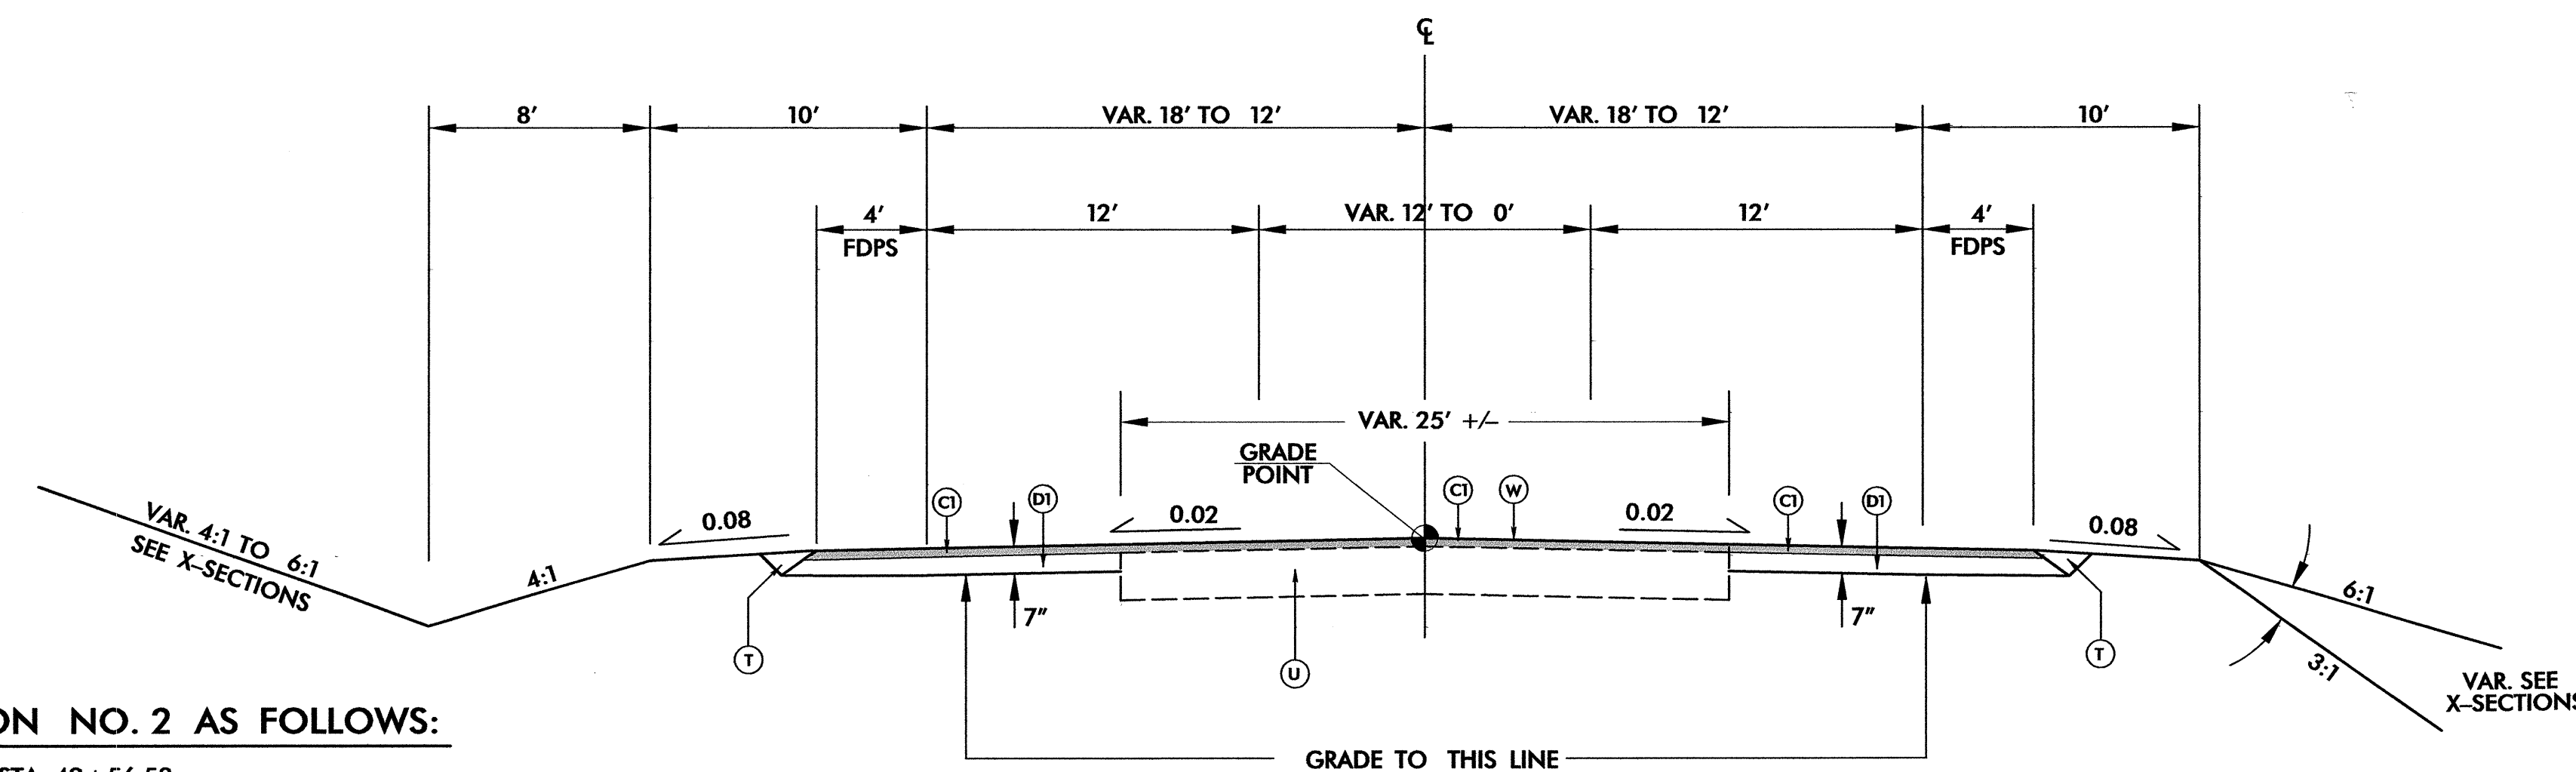 ℄
8' 10' VAR. 18' TO 12' VAR. 18' TO 12' 10'
4' 12' VAR. 12' TO 0' 12' 4'
FDPS FDPS
VAR. 25' +/-
GRADE
POINT
C1 D1 C1 W C1 D1
0.08 0.02 0.02 0.08
VAR. 4:1 TO 6:1
SEE X-SECTIONS
4:1
7" 7"
6:1
3:1
T U T
VAR. SEE
X-SECTIONS
ON NO. 2 AS FOLLOWS:
GRADE TO THIS LINE